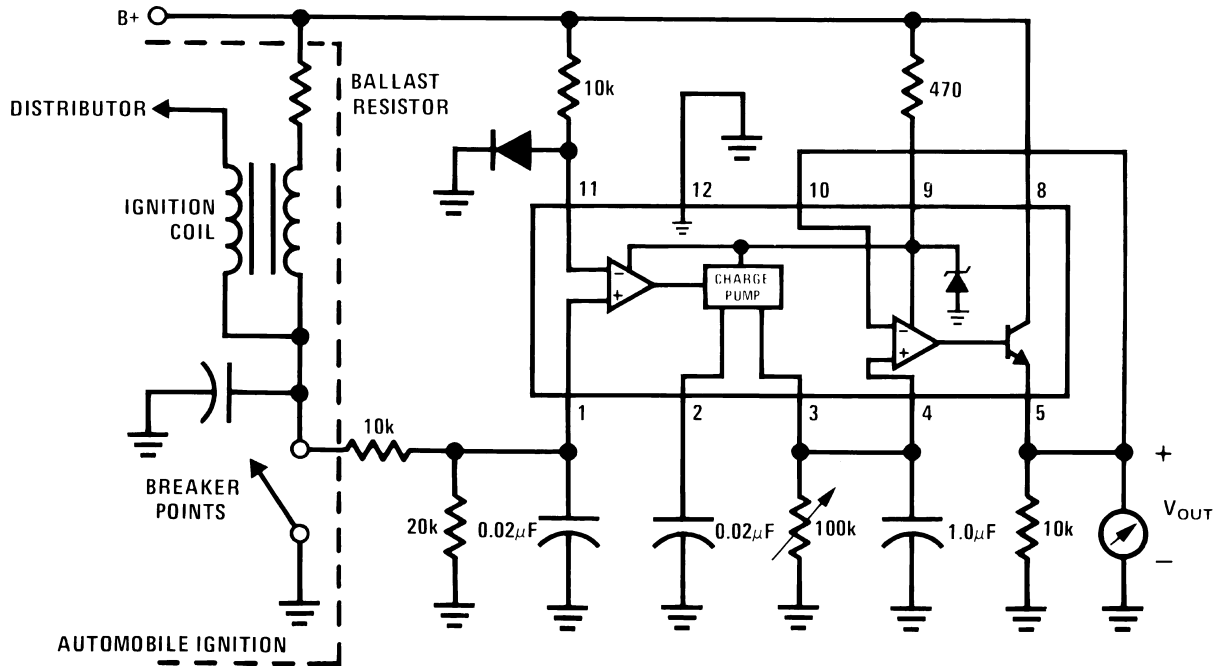 B+
BALLAST
RESISTOR
10k
470
DISTRIBUTOR
11
12
10
9
8
IGNITION
COIL
−
+
CHARGE
PUMP
−
+
1
2
3
4
5
10k
+
BREAKER
POINTS
20k
0.02μF
0.02μF
100k
1.0μF
10k
VOUT
−
AUTOMOBILE IGNITION